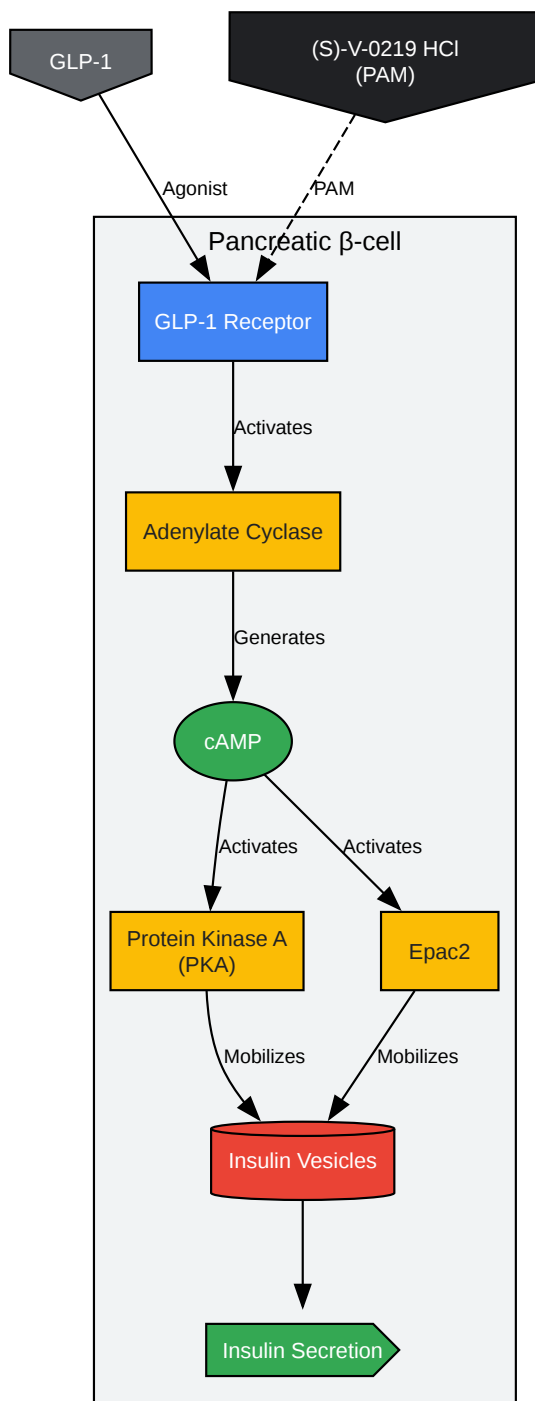 GLP-1
(S)-V-0219 HCl
(PAM)
Agonist
PAM
Pancreatic β-cell
GLP-1 Receptor
Activates
Adenylate Cyclase
Generates
cAMP
Activates
Activates
Protein Kinase A
(PKA)
Epac2
Mobilizes
Mobilizes
Insulin Vesicles
Insulin Secretion